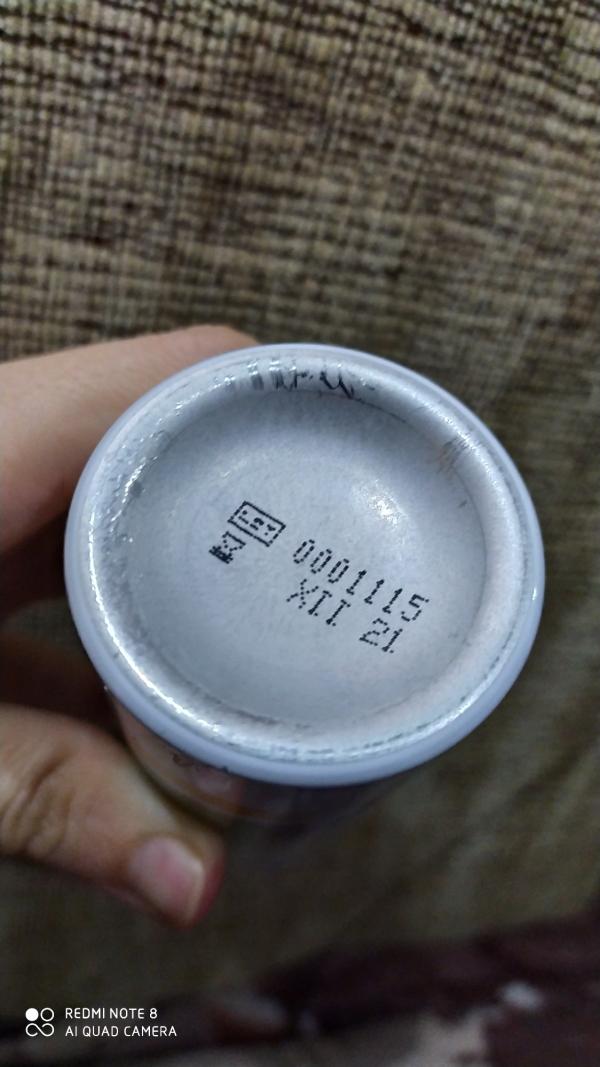 0001115
XII 21
REDMI NOTE 8
AI QUAD CAMERA